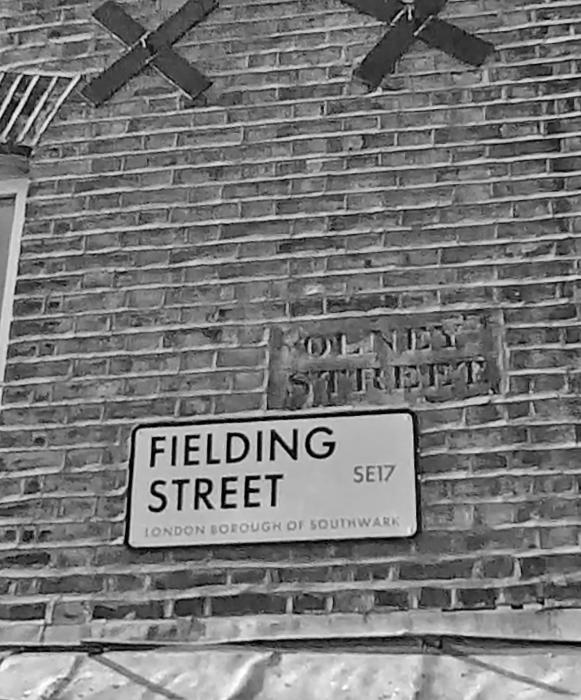 OLNEY
STREET
FIELDING
STREET
SE17
LONDON BOROUGH OF SOUTHWARK